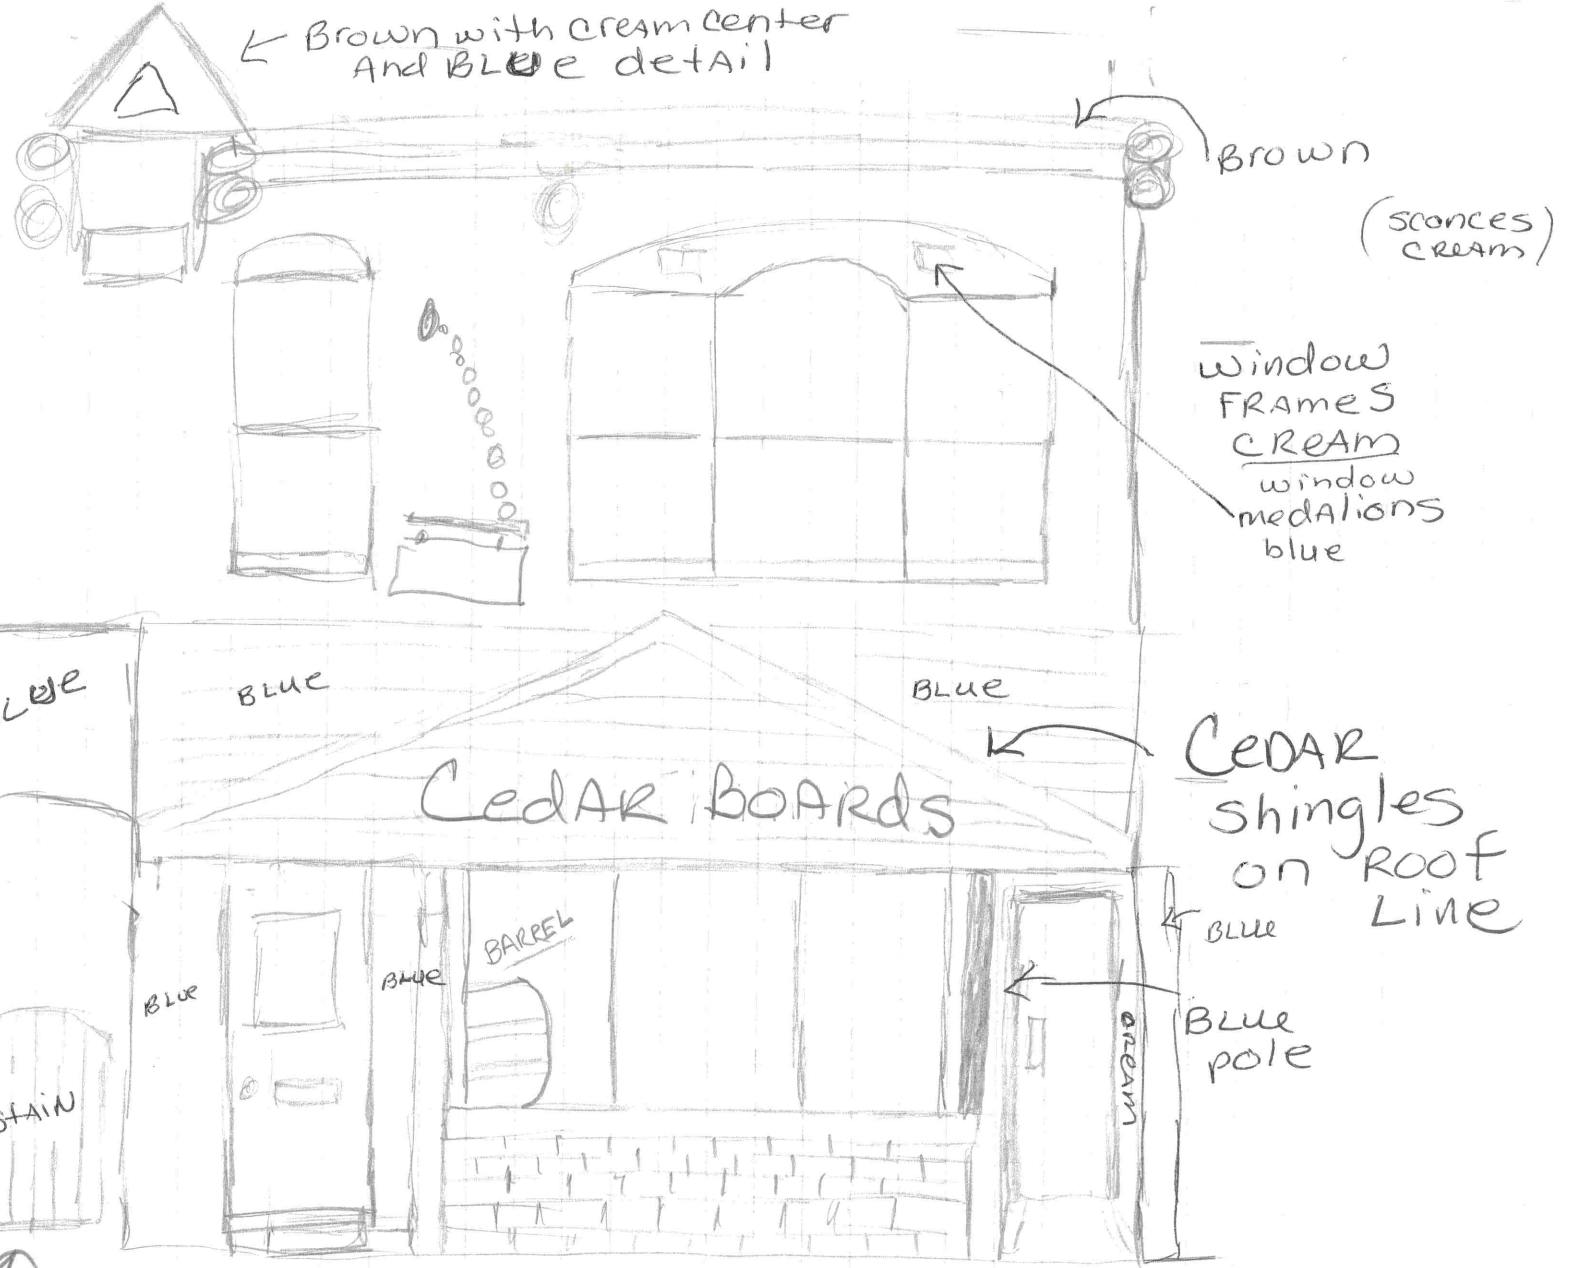 Brown with cream center
And BLUE detAil
Brown
(sconces)
CREAM
window
FRAMES
CREAM
window
medAlions
blue
BLUE
BLUE
CEDAR
shingles
on ROOF
Line
CedAR BOARds
BLUE
BARREL
BLUE
BLUE
BLUE
pole
CREAM
stAiN